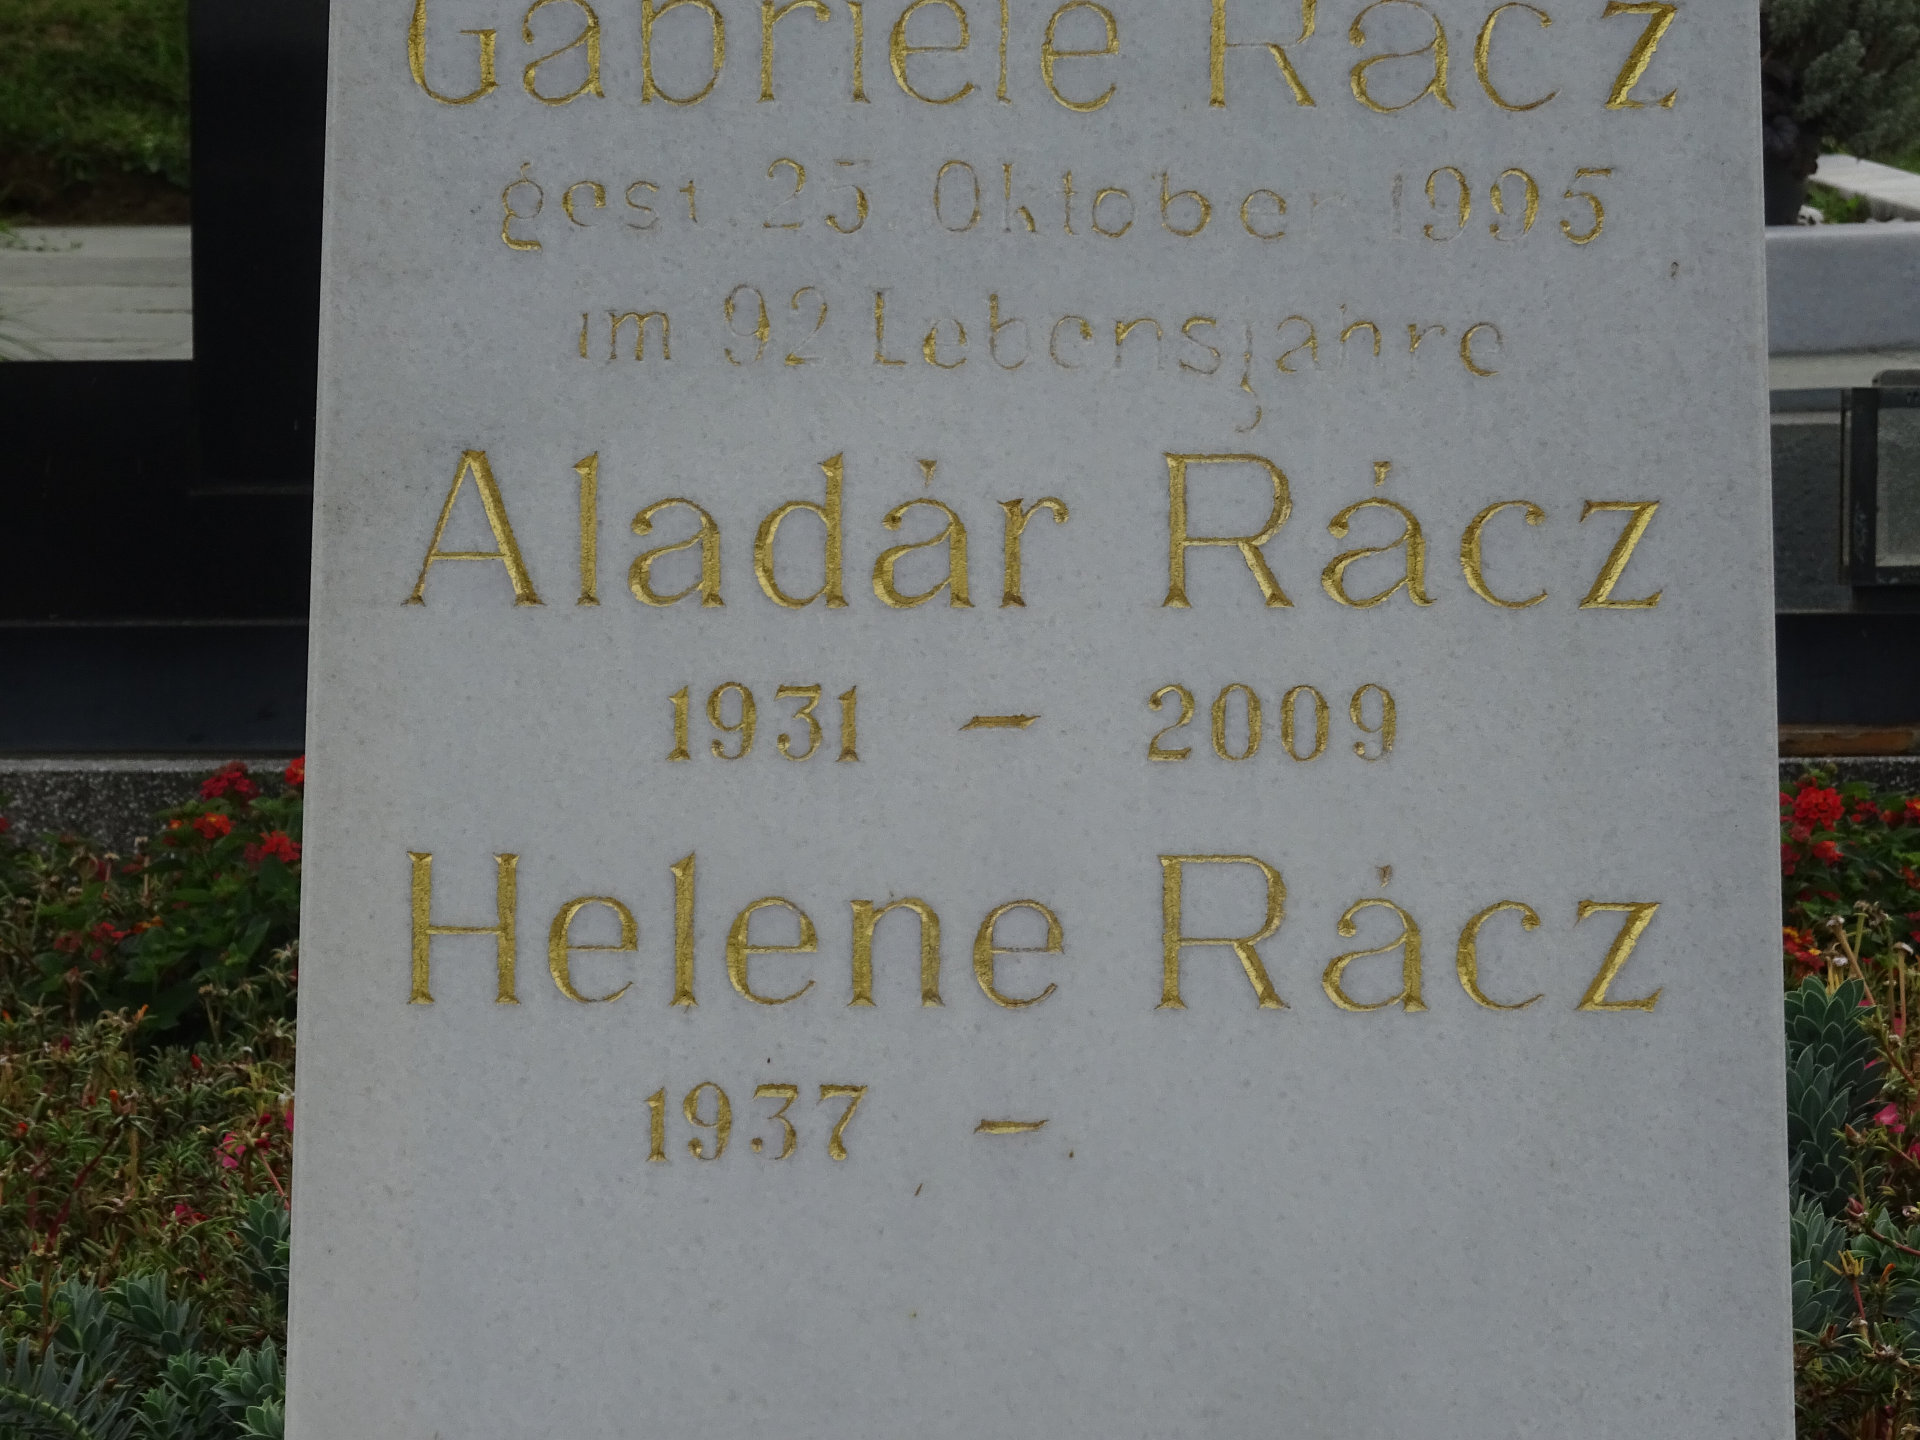 Gabriele Rácz
gest 25 Oktober 1995
im 92 Lebensjahre
Aladár Rácz
1931 – 2009
Helene Rácz
1937 –